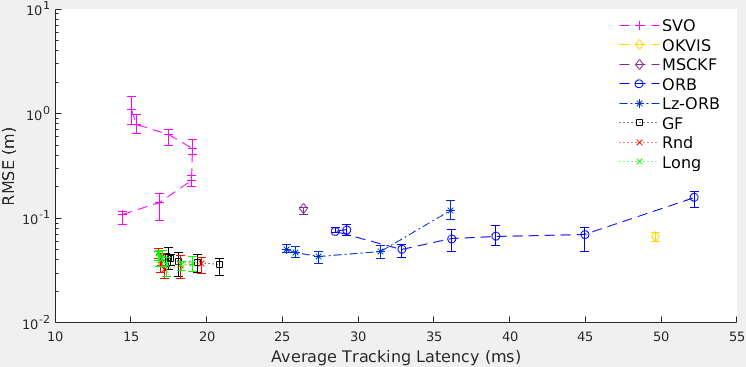 10^1
SVO
OKVIS
MSCKF
ORB
Lz-ORB
GF
Rnd
Long
10^0
10^-1
10^-2
RMSE (m)
10 15 20 25 30 35 40 45 50 55
Average Tracking Latency (ms)